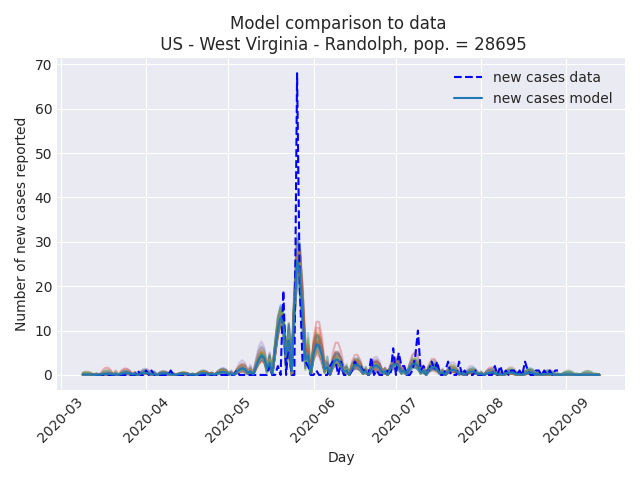 Model comparison to data
US - West Virginia - Randolph, pop. = 28695
new cases data
new cases model
Number of new cases reported
70
60
50
40
30
20
10
0
2020-03
2020-04
2020-05
2020-06
2020-07
2020-08
2020-09
Day